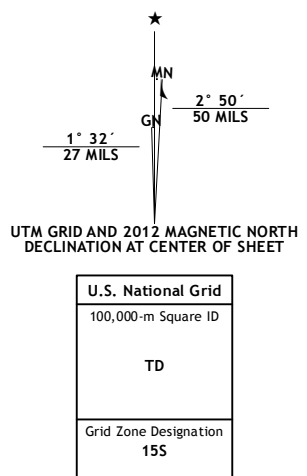 ★
MN
GN
2° 50´
50 MILS
1° 32´
27 MILS
UTM GRID AND 2012 MAGNETIC NORTH
DECLINATION AT CENTER OF SHEET
U.S. National Grid
100,000-m Square ID
TD
Grid Zone Designation
15S